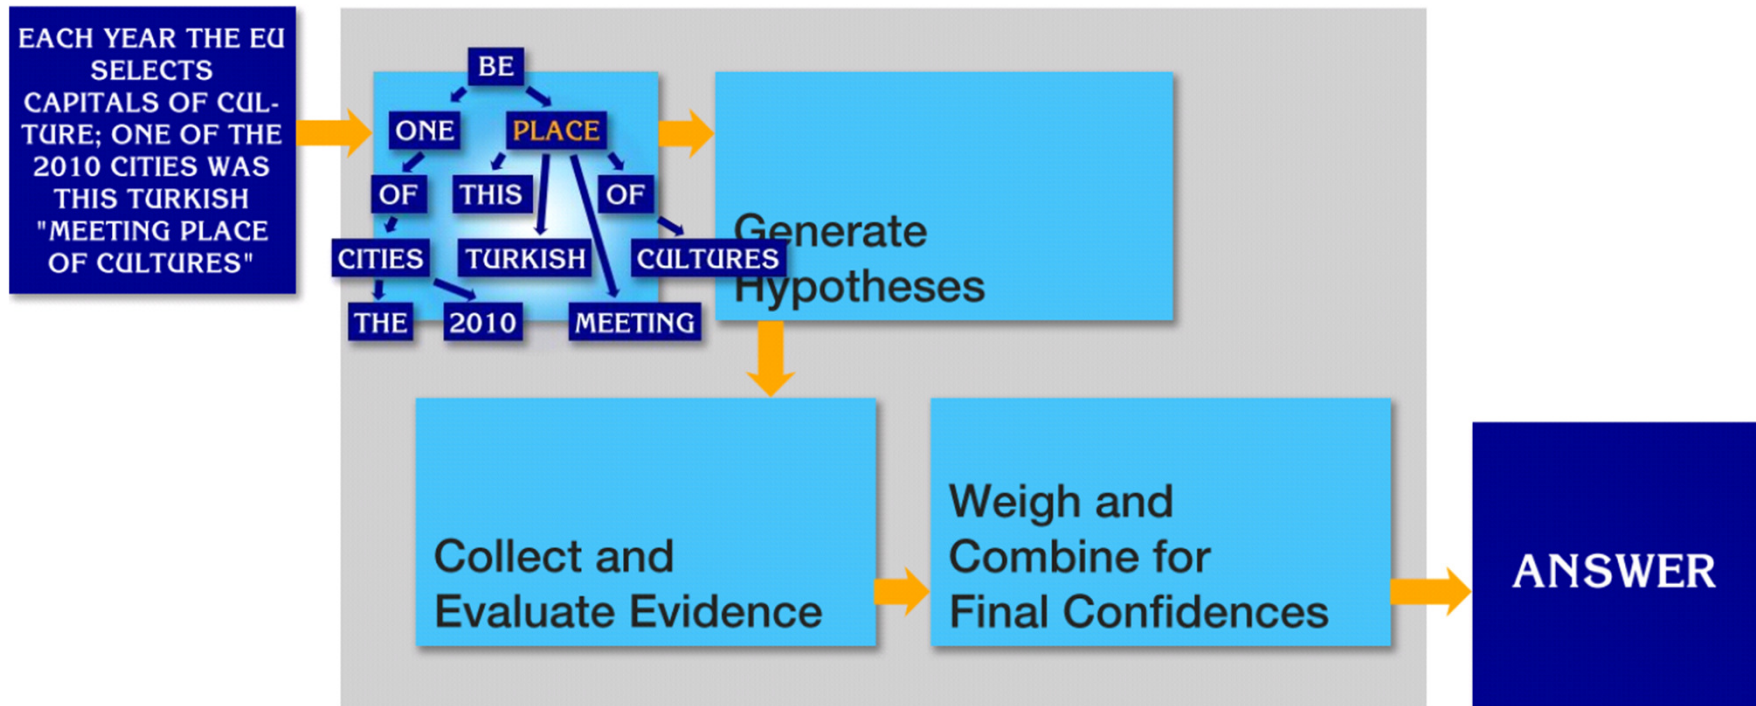 EACH YEAR THE EU
SELECTS
CAPITALS OF CUL-
TURE; ONE OF THE
2010 CITIES WAS
THIS TURKISH
"MEETING PLACE
OF CULTURES"
BE
ONE
PLACE
OF
THIS
OF
CITIES
TURKISH
CULTURES
THE
2010
MEETING
Generate
Hypotheses
Collect and
Evaluate Evidence
Weigh and
Combine for
Final Confidences
ANSWER